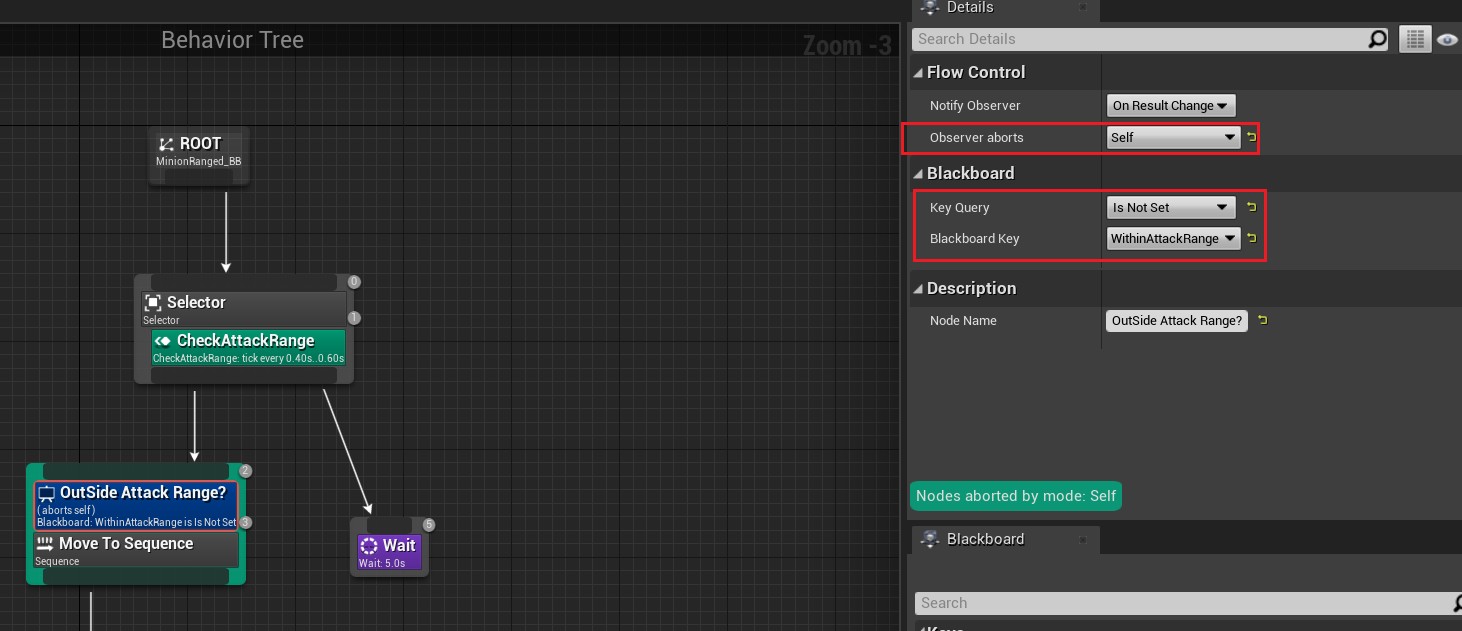 Behavior Tree
Zoom -3
ROOT
MinionRanged_BB
0
Selector
Selector
1
CheckAttackRange
CheckAttackRange: tick every 0.40s..0.60s
2
OutSide Attack Range?
( aborts self )
Blackboard: WithinAttackRange is Is Not Set
3
Move To Sequence
Sequence
5
Wait
Wait: 5.0s
Details
Search Details
Flow Control
Notify Observer On Result Change
Observer aborts Self
Blackboard
Key Query Is Not Set
Blackboard Key WithinAttackRange
Description
Node Name OutSide Attack Range?
Nodes aborted by mode: Self
Blackboard
Search
Keys